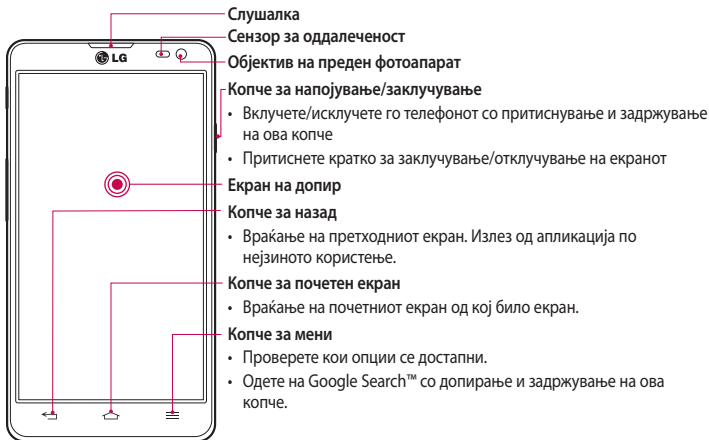 Слушалка
Сензор за оддалеченост
LG
Објектив на преден фотоапарат
Копче за напојување/заклучување
• Вклучете/исклучете го телефонот со притиснување и задржување
на ова копче
• Притиснете кратко за заклучување/отклучување на екранот
Екран на допир
Копче за назад
• Враќање на претходниот екран. Излез од апликација по
нејзиното користење.
Копче за почетен екран
• Враќање на почетниот екран од кој било екран.
Копче за мени
• Проверете кои опции се достапни.
• Одете на Google Search™ со допирање и задржување на ова
копче.